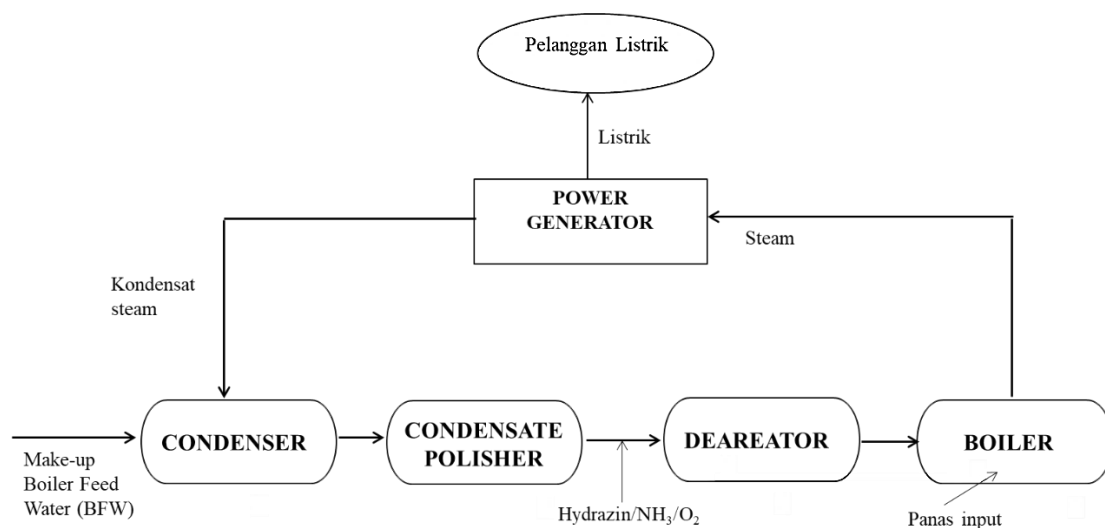 Pelanggan Listrik
Listrik
POWER
GENERATOR
Steam
Kondensat
steam
CONDENSER
CONDENSATE
POLISHER
DEAREATOR
BOILER
Make-up
Boiler Feed
Water (BFW)
Hydrazin/NH₃/O₂
Panas input